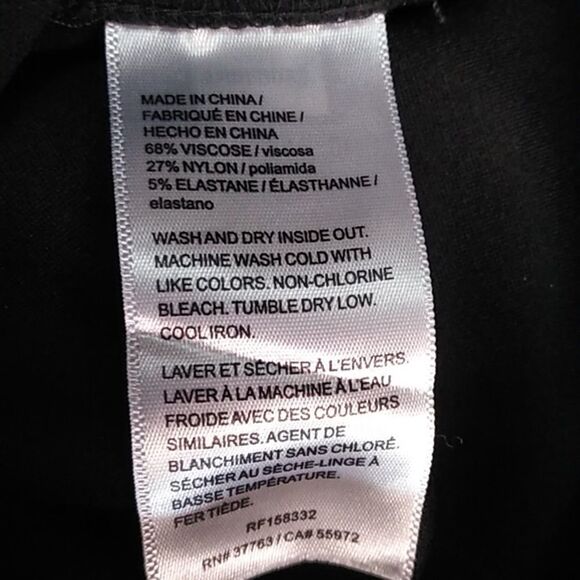 MADE IN CHINA /
FABRIQUÉ EN CHINE /
HECHO EN CHINA
68% VISCOSE / viscosa
27% NYLON / poliamida
5% ELASTANE / ÉLASTHANNE /
elastano
WASH AND DRY INSIDE OUT.
MACHINE WASH COLD WITH
LIKE COLORS. NON-CHLORINE
BLEACH. TUMBLE DRY LOW.
COOL IRON.
LAVER ET SÉCHER À L'ENVERS.
LAVER À LA MACHINE À L'EAU
FROIDE AVEC DES COULEURS
SIMILAIRES. AGENT DE
BLANCHIMENT SANS CHLORÉ.
SÉCHER AU SÈCHE-LINGE À
BASSE TEMPÉRATURE.
FER TIÈDE.
RF158332
RN# 37763 / CA# 55972